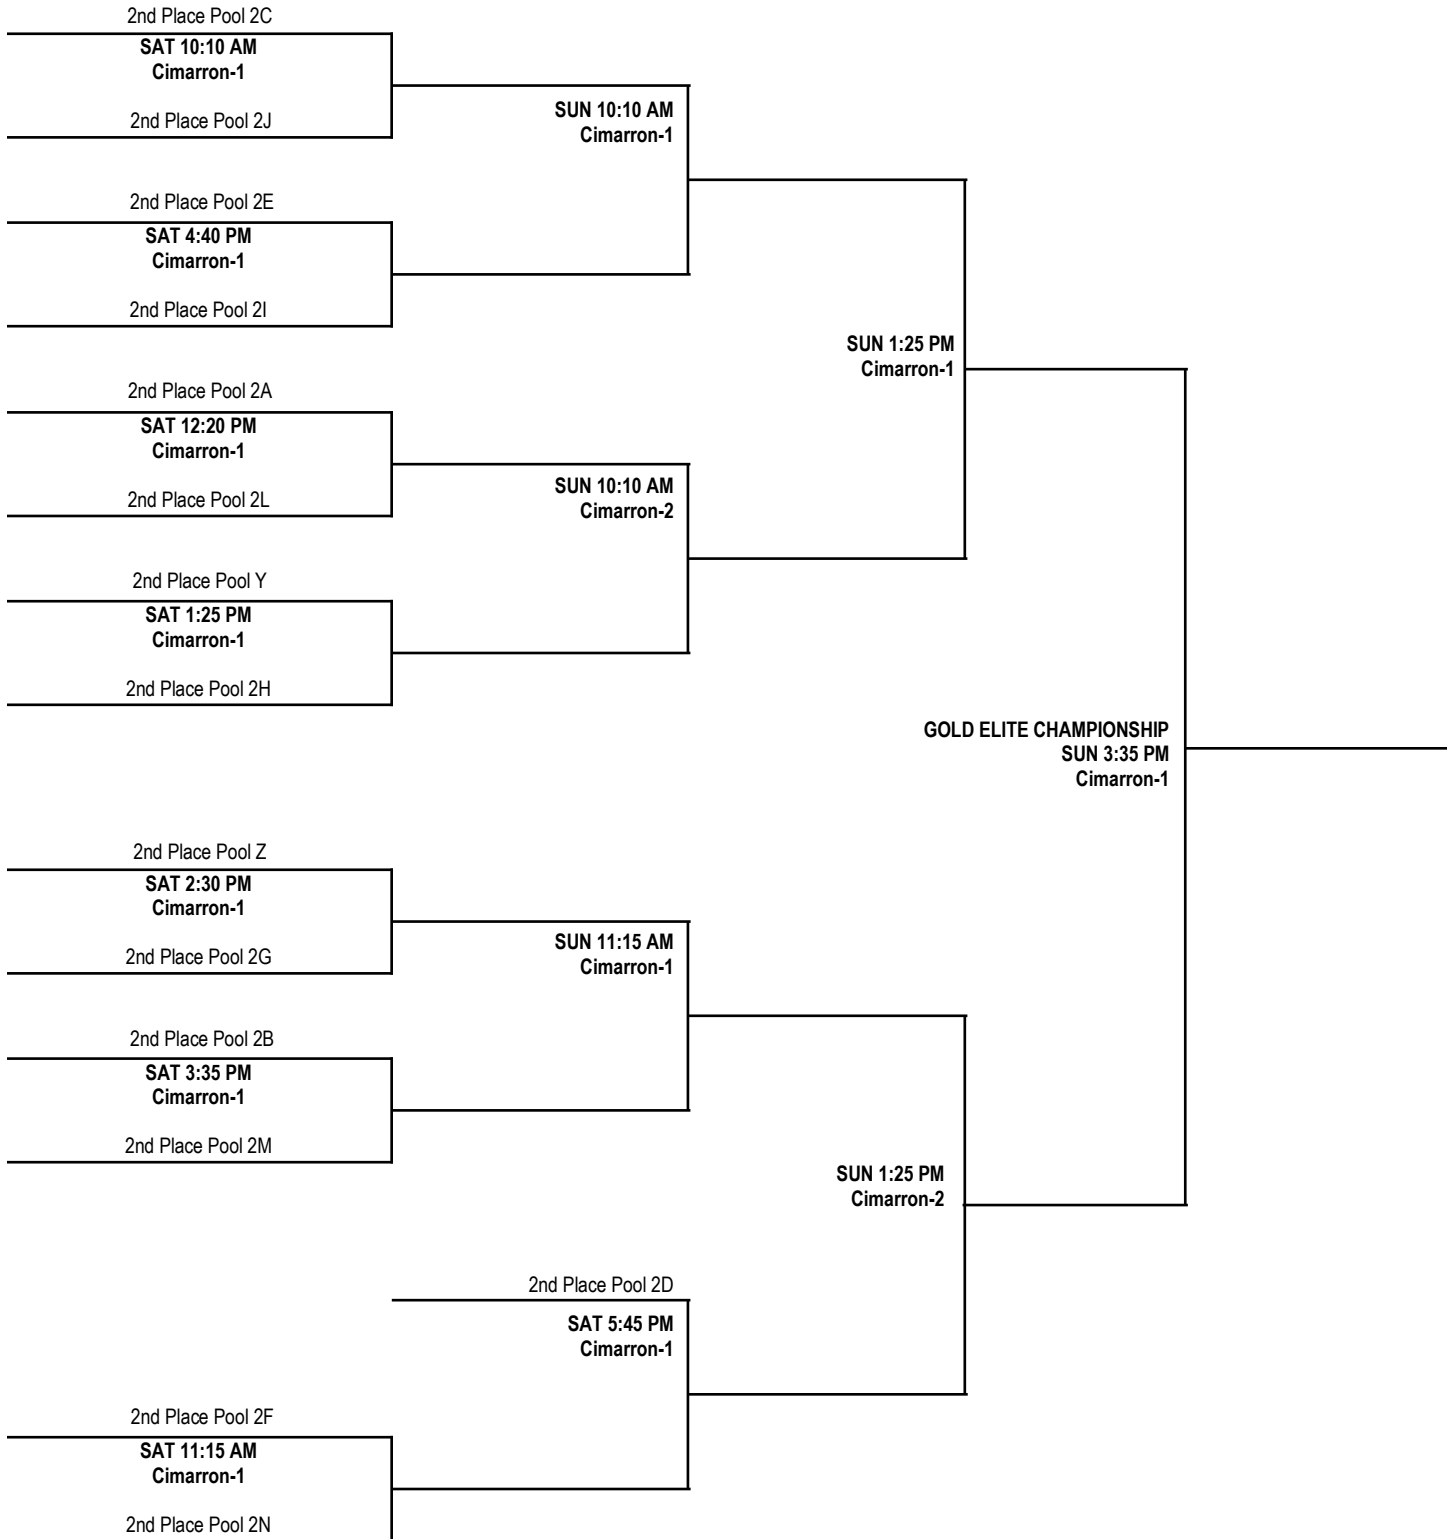 2nd Place Pool 2C
SAT 10:10 AM
Cimarron-1
2nd Place Pool 2J
SUN 10:10 AM
Cimarron-1
2nd Place Pool 2E
SAT 4:40 PM
Cimarron-1
2nd Place Pool 2I
SUN 1:25 PM
Cimarron-1
2nd Place Pool 2A
SAT 12:20 PM
Cimarron-1
2nd Place Pool 2L
SUN 10:10 AM
Cimarron-2
2nd Place Pool Y
SAT 1:25 PM
Cimarron-1
2nd Place Pool 2H
GOLD ELITE CHAMPIONSHIP
SUN 3:35 PM
Cimarron-1
2nd Place Pool Z
SAT 2:30 PM
Cimarron-1
2nd Place Pool 2G
SUN 11:15 AM
Cimarron-1
2nd Place Pool 2B
SAT 3:35 PM
Cimarron-1
2nd Place Pool 2M
SUN 1:25 PM
Cimarron-2
2nd Place Pool 2D
SAT 5:45 PM
Cimarron-1
2nd Place Pool 2F
SAT 11:15 AM
Cimarron-1
2nd Place Pool 2N